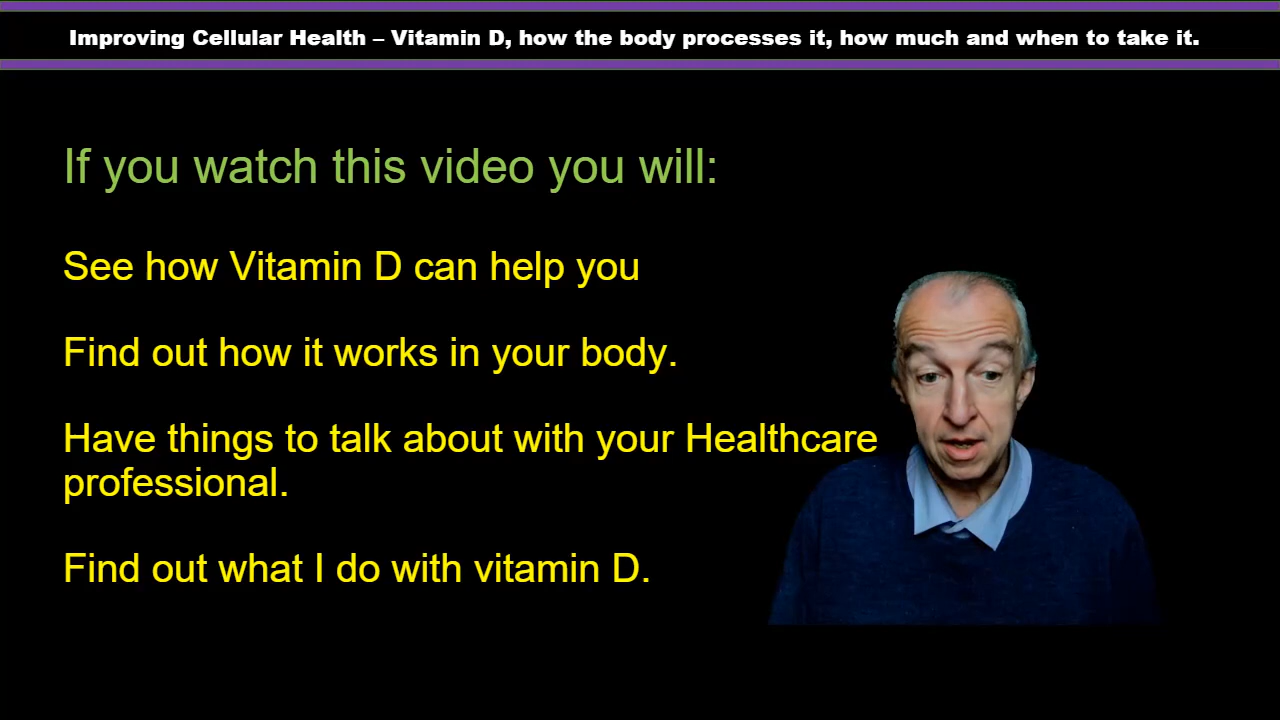 Improving Cellular Health – Vitamin D, how the body processes it, how much and when to take it.
If you watch this video you will:
See how Vitamin D can help you
Find out how it works in your body.
Have things to talk about with your Healthcare
professional.
Find out what I do with vitamin D.